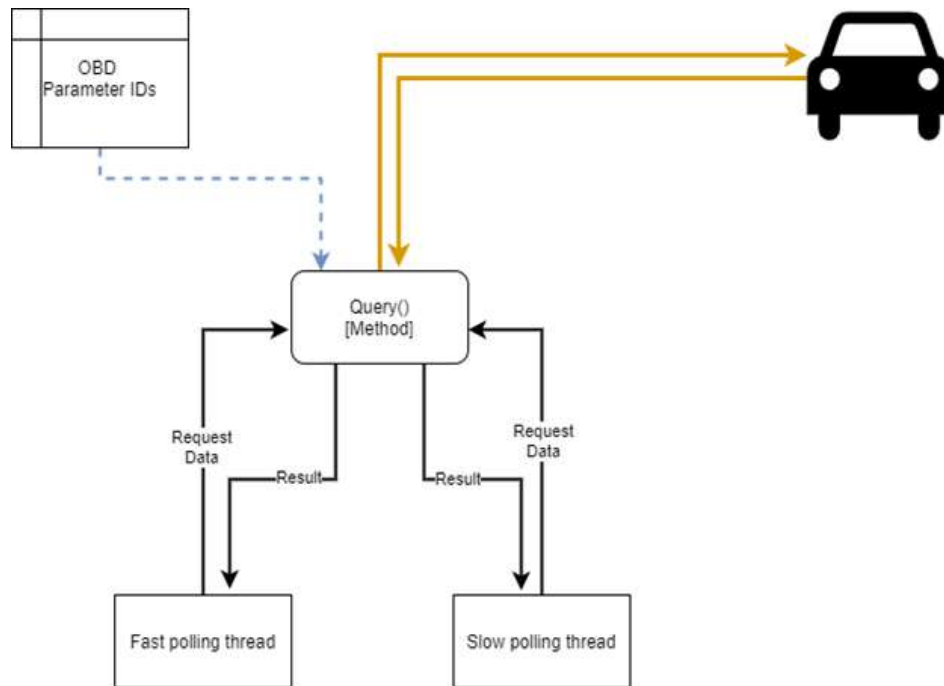 OBD
Parameter IDs
Query()
[Method]
Request
Data
Result
Result
Request
Data
Fast polling thread
Slow polling thread